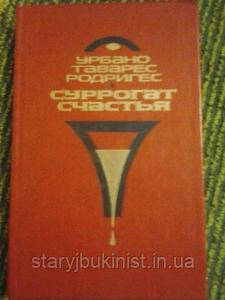 УРБАНО
ТАВАРЕС
РОДРИГЕС
СУРРОГАТ
СЧАСТЬЯ
staryjbukinist.in.ua